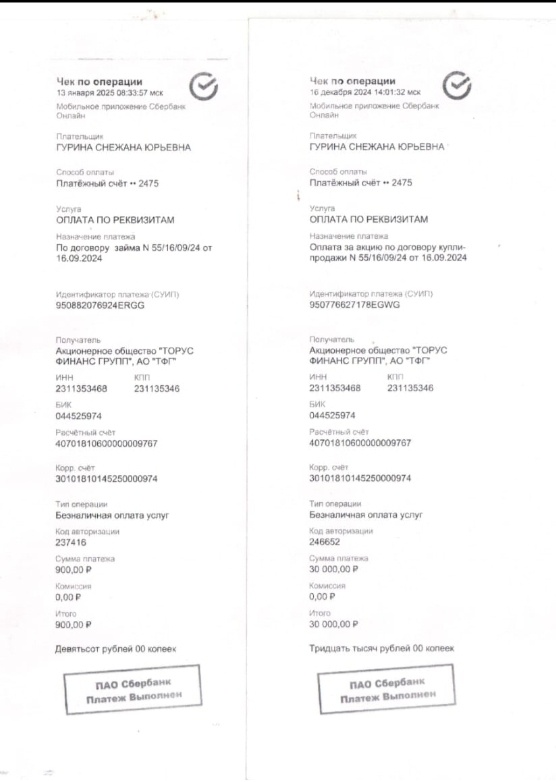 Чек по операции
13 января 2025 08:33:57 мск
Мобильное приложение Сбербанк
Онлайн
Плательщик
ГУРИНА СНЕЖАНА ЮРЬЕВНА
Способ оплаты
Платёжный счёт •• 2475
Услуга
ОПЛАТА ПО РЕКВИЗИТАМ
Назначение платежа
По договору займа N 55/16/09/24 от
16.09.2024
Идентификатор платежа (СУИП)
950882076924ERGG
Получатель
Акционерное общество "ТОРУС
ФИНАНС ГРУПП", АО "ТФГ"
ИНН КПП
2311353468 231135346
БИК
044525974
Расчётный счёт
40701810600000009767
Корр. счёт
30101810145250000974
Тип операции
Безналичная оплата услуг
Код авторизации
237416
Сумма платежа
900,00 ₽
Комиссия
0,00 ₽
Итого
900,00 ₽
Девятьсот рублей 00 копеек
ПАО Сбербанк
Платеж Выполнен
Чек по операции
16 декабря 2024 14:01:32 мск
Мобильное приложение Сбербанк
Онлайн
Плательщик
ГУРИНА СНЕЖАНА ЮРЬЕВНА
Способ оплаты
Платёжный счёт •• 2475
Услуга
ОПЛАТА ПО РЕКВИЗИТАМ
Назначение платежа
Оплата за акцию по договору купли-
продажи N 55/16/09/24 от 16.09.2024
Идентификатор платежа (СУИП)
950776627178EGWG
Получатель
Акционерное общество "ТОРУС
ФИНАНС ГРУПП", АО "ТФГ"
ИНН КПП
2311353468 231135346
БИК
044525974
Расчётный счёт
40701810600000009767
Корр. счёт
30101810145250000974
Тип операции
Безналичная оплата услуг
Код авторизации
246652
Сумма платежа
30 000,00 ₽
Комиссия
0,00 ₽
Итого
30 000,00 ₽
Тридцать тысяч рублей 00 копеек
ПАО Сбербанк
Платеж Выполнен